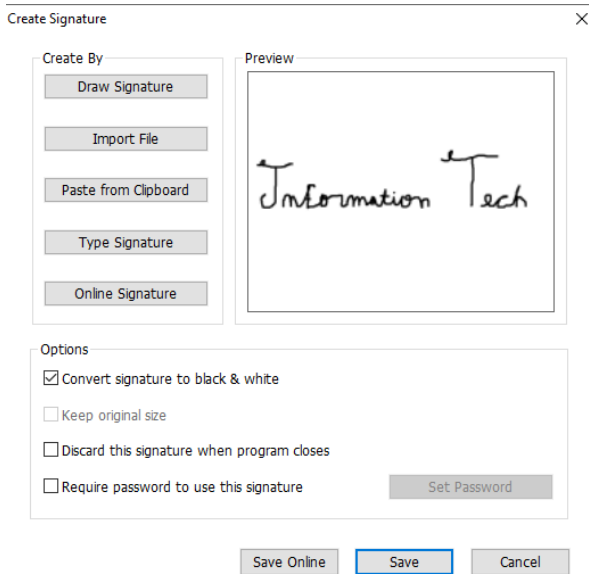 Create Signature
Create By
Draw Signature
Import File
Paste from Clipboard
Type Signature
Online Signature
Preview
Information Tech
Options
Convert signature to black & white
Keep original size
Discard this signature when program closes
Require password to use this signature
Set Password
Save Online
Save
Cancel